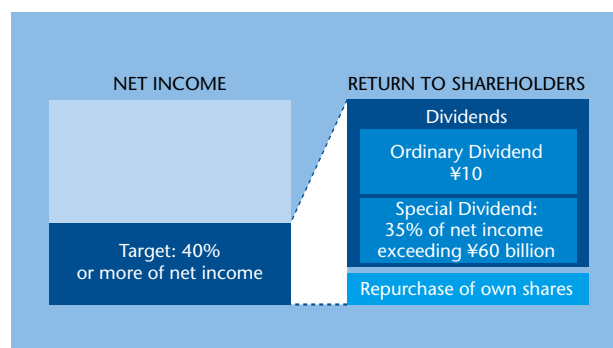 NET INCOME
Target: 40%
or more of net income
RETURN TO SHAREHOLDERS
Dividends
Ordinary Dividend
¥10
Special Dividend:
35% of net income
exceeding ¥60 billion
Repurchase of own shares